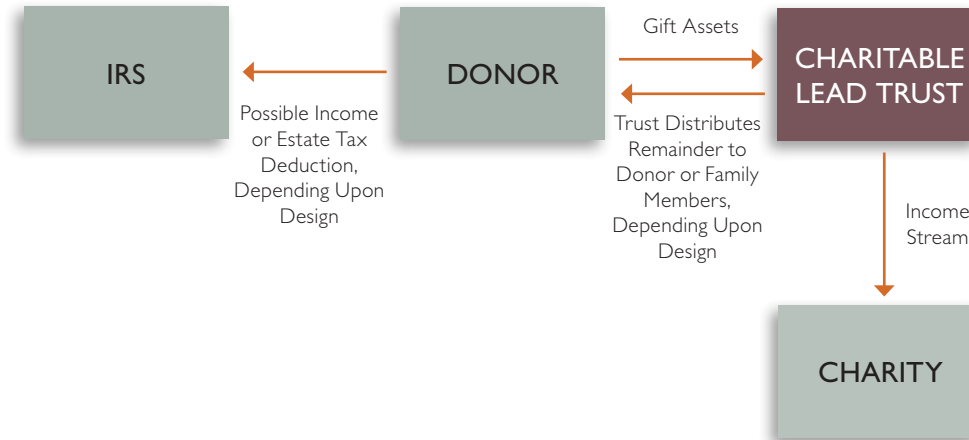 IRS
Possible Income
or Estate Tax
Deduction,
Depending Upon
Design
DONOR
Gift Assets
Trust Distributes
Remainder to
Donor or Family
Members,
Depending Upon
Design
CHARITABLE
LEAD TRUST
Income
Stream
CHARITY